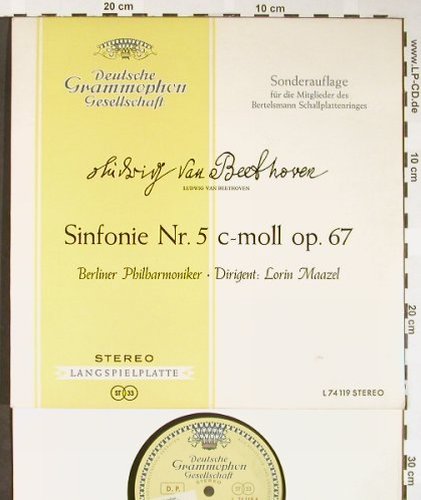 20 cm
10 cm
Deutsche
Grammophon
Gesellschaft
Sonderauflage
für die Mitglieder des
Bertelsmann Schallplattenringes
Ludwig van Beethoven
LUDWIG VAN BEETHOVEN
Sinfonie Nr. 5 c-moll op. 67
Berliner Philharmoniker · Dirigent: Lorin Maazel
STEREO
LANGSPIELPLATTE
ST 33
L 74 119 STEREO
Deutsche
Grammophon
Gesellschaft
D. P.
ST 33
www.LP-CD.de
10 cm
20 cm
30 cm